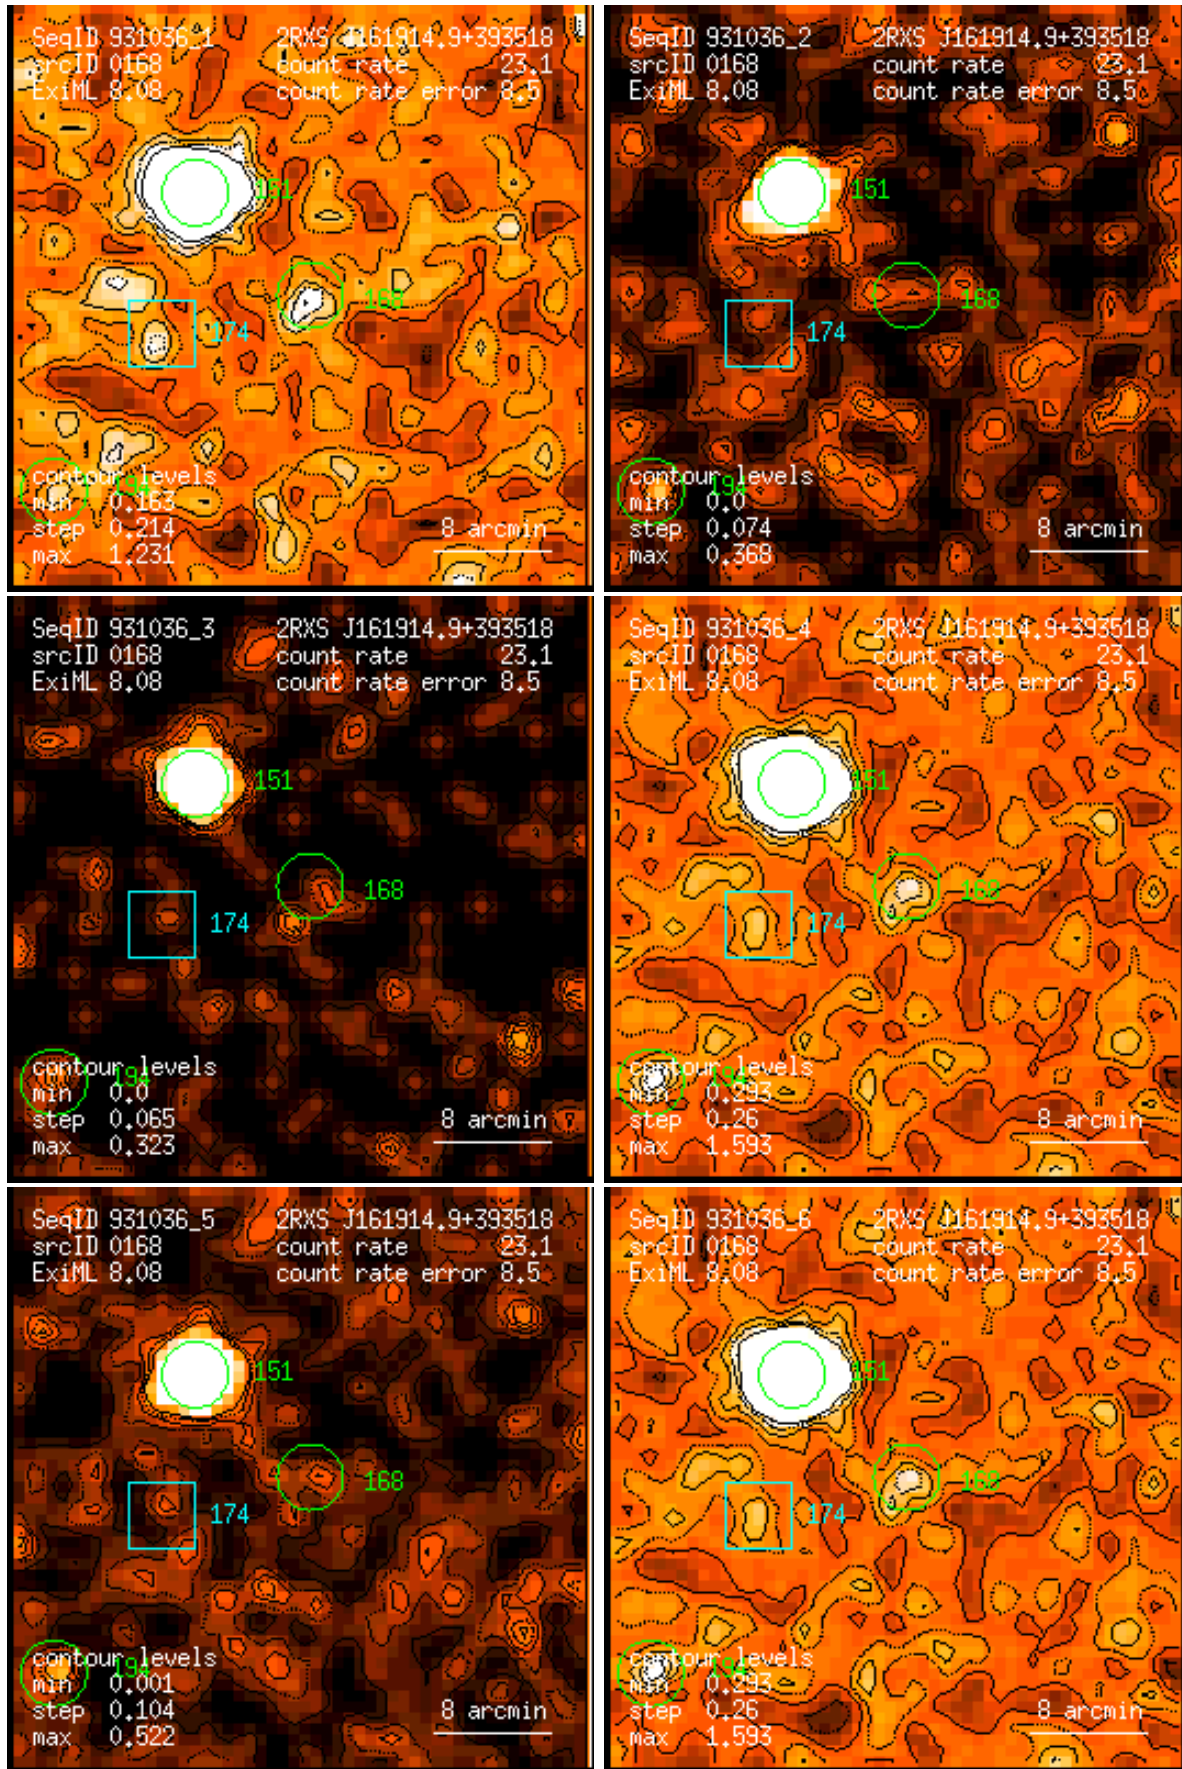 SeqID 931036_1 2RXS J161914.9+393518
srcID 0168 count rate 23.1
ExiML 8.08 count rate error 8.5
151
168
174
contour levels
194
min 0.163
step 0.214
max 1.231
8 arcmin
SeqID 931036_2 2RXS J161914.9+393518
srcID 0168 count rate 23.1
ExiML 8.08 count rate error 8.5
151
168
174
contour levels
194
min 0.0
step 0.074
max 0.368
8 arcmin
SeqID 931036_3 2RXS J161914.9+393518
srcID 0168 count rate 23.1
ExiML 8.08 count rate error 8.5
151
168
174
contour levels
194
min 0.0
step 0.065
max 0.323
8 arcmin
SeqID 931036_4 2RXS J161914.9+393518
srcID 0168 count rate 23.1
ExiML 8.08 count rate error 8.5
151
168
174
contour levels
194
min 0.293
step 0.26
max 1.593
8 arcmin
SeqID 931036_5 2RXS J161914.9+393518
srcID 0168 count rate 23.1
ExiML 8.08 count rate error 8.5
151
168
174
contour levels
194
min 0.001
step 0.104
max 0.522
8 arcmin
SeqID 931036_6 2RXS J161914.9+393518
srcID 0168 count rate 23.1
ExiML 8.08 count rate error 8.5
151
168
174
contour levels
194
min 0.293
step 0.26
max 1.593
8 arcmin